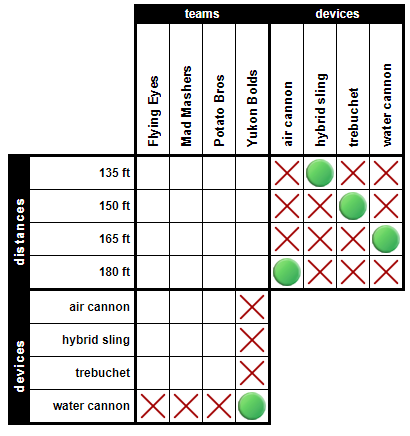 teams devices
Flying Eyes
Mad Mashers
Potato Bros
Yukon Bolds
air cannon
hybrid sling
trebuchet
water cannon
distances
135 ft
150 ft
165 ft
180 ft
devices
air cannon
hybrid sling
trebuchet
water cannon